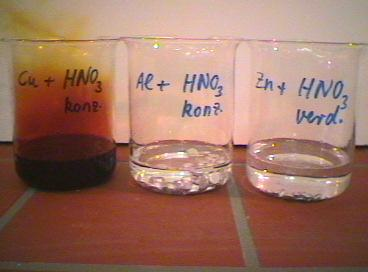 Cu + HNO3
konz.
Al + HNO3
konz.
Zn + HNO3
verd.